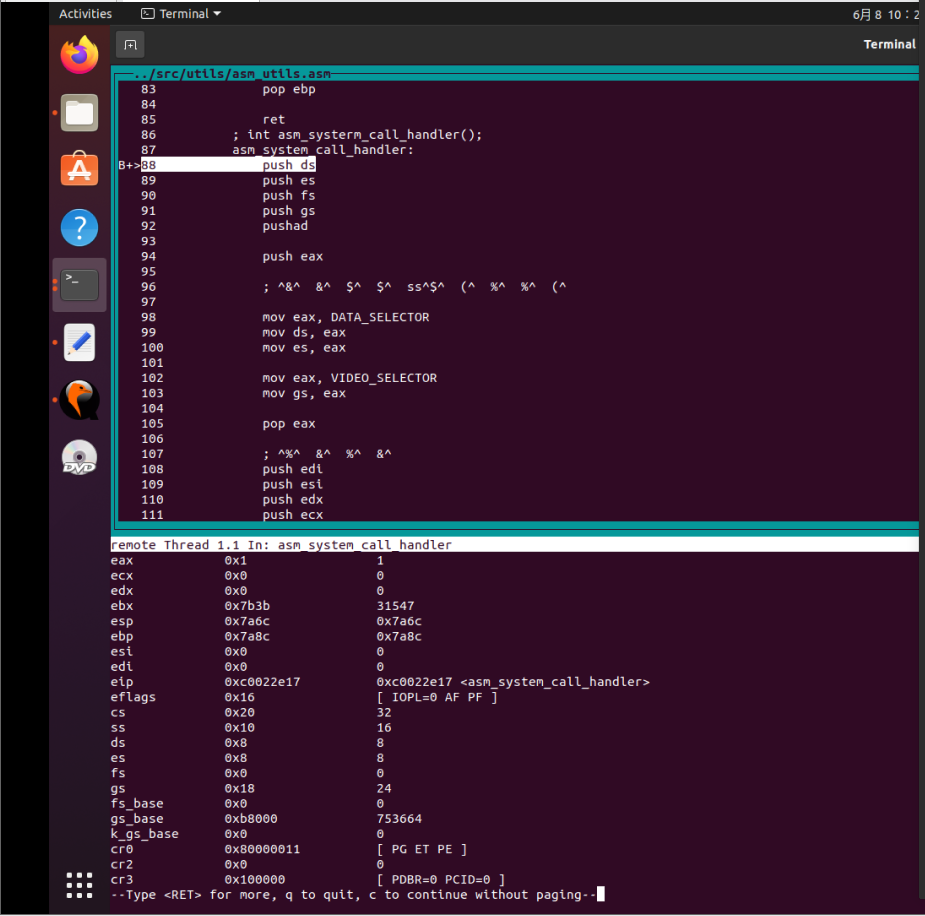 Activities Terminal 6月 8 10：2
Terminal
../src/utils/asm_utils.asm
83 pop ebp
84
85 ret
86 ; int asm_systerm_call_handler();
87 asm_system_call_handler:
B+>88 push ds
89 push es
90 push fs
91 push gs
92 pushad
93
94 push eax
95
96 ; ^&^ &^ $^ $^ ss^$^ (^ %^ %^ (^
97
98 mov eax, DATA_SELECTOR
99 mov ds, eax
100 mov es, eax
101
102 mov eax, VIDEO_SELECTOR
103 mov gs, eax
104
105 pop eax
106
107 ; ^%^ &^ %^ &^
108 push edi
109 push esi
110 push edx
111 push ecx
remote Thread 1.1 In: asm_system_call_handler
eax 0x1 1
ecx 0x0 0
edx 0x0 0
ebx 0x7b3b 31547
esp 0x7a6c 0x7a6c
ebp 0x7a8c 0x7a8c
esi 0x0 0
edi 0x0 0
eip 0xc0022e17 0xc0022e17 <asm_system_call_handler>
eflags 0x16 [ IOPL=0 AF PF ]
cs 0x20 32
ss 0x10 16
ds 0x8 8
es 0x8 8
fs 0x0 0
gs 0x18 24
fs_base 0x0 0
gs_base 0xb8000 753664
k_gs_base 0x0 0
cr0 0x80000011 [ PG ET PE ]
cr2 0x0 0
cr3 0x100000 [ PDBR=0 PCID=0 ]
--Type <RET> for more, q to quit, c to continue without paging--
DVD